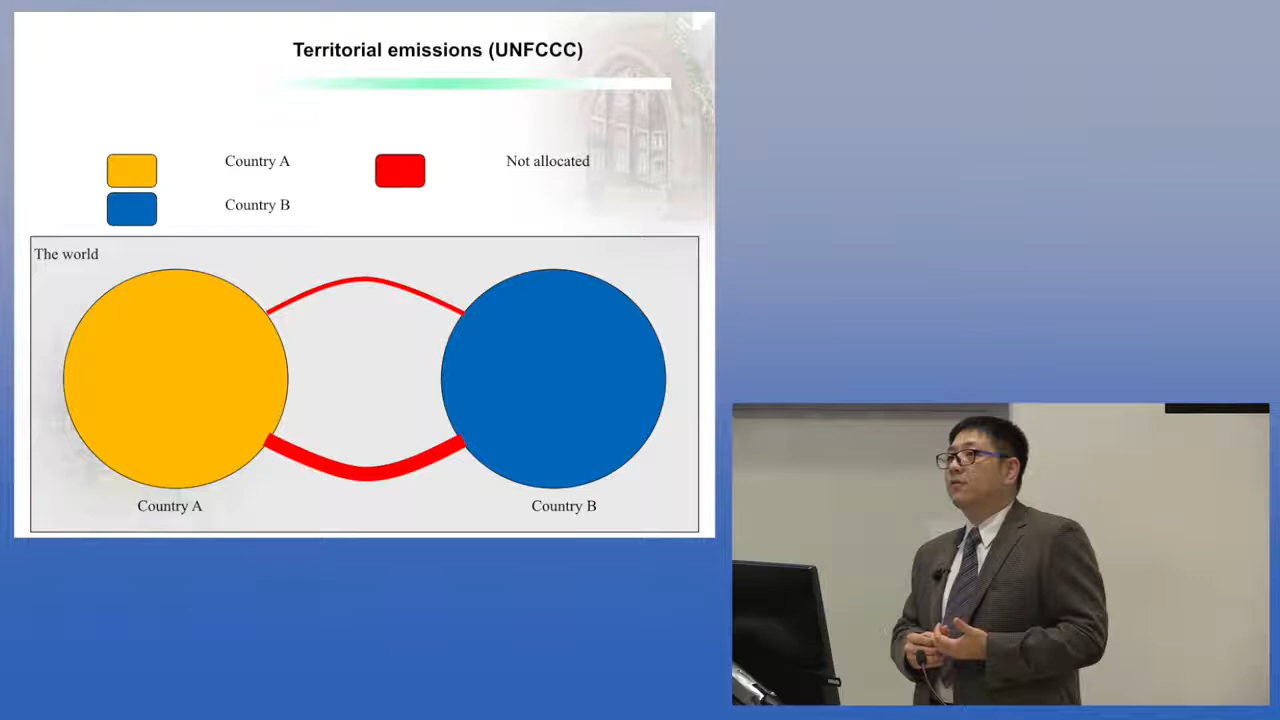 Territorial emissions (UNFCCC)
Country A
Not allocated
Country B
The world
Country A
Country B